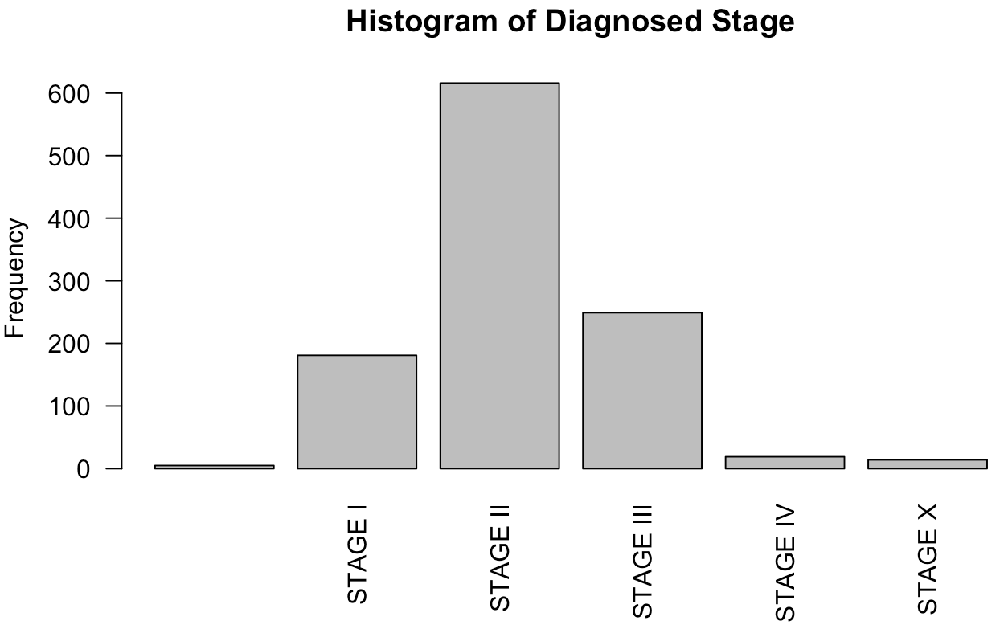 Histogram of Diagnosed Stage
600
500
400
300
200
100
0
Frequency
STAGE I
STAGE II
STAGE III
STAGE IV
STAGE X